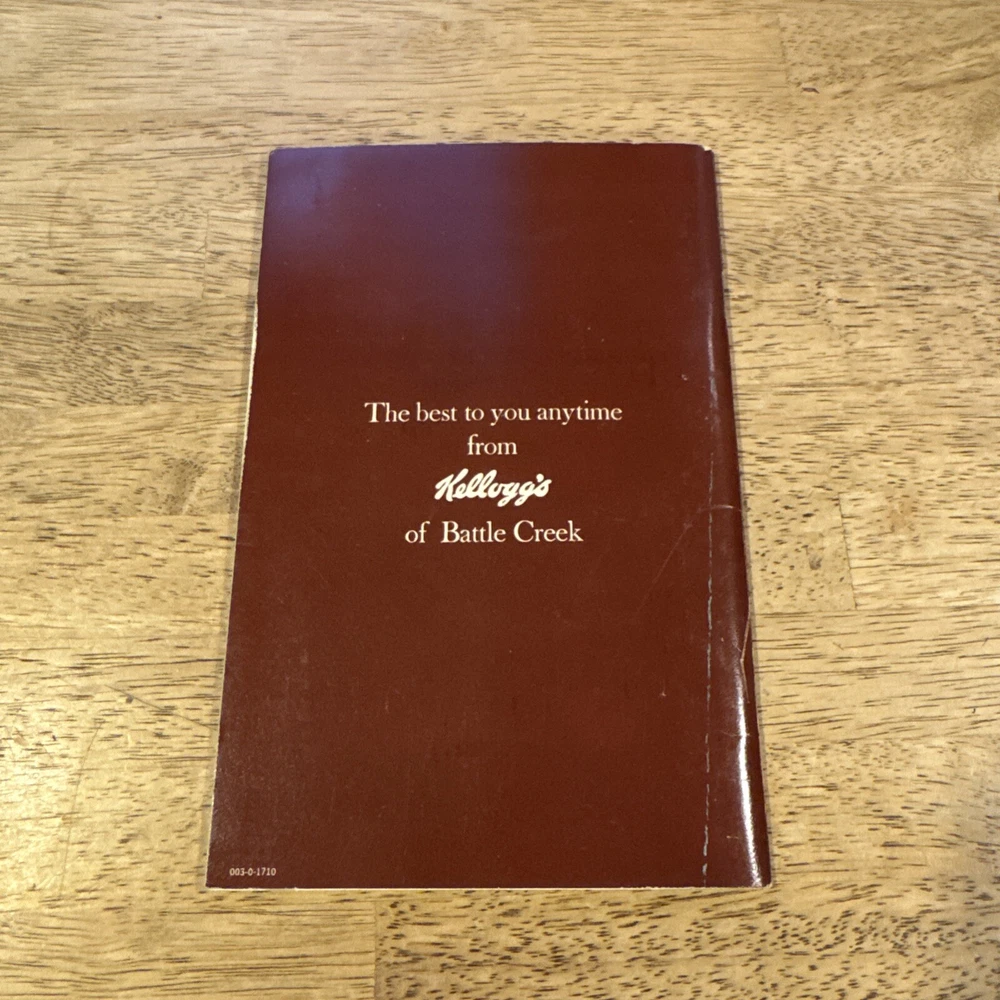 The best to you anytime
from
Kellogg's
of Battle Creek
003-0-1710